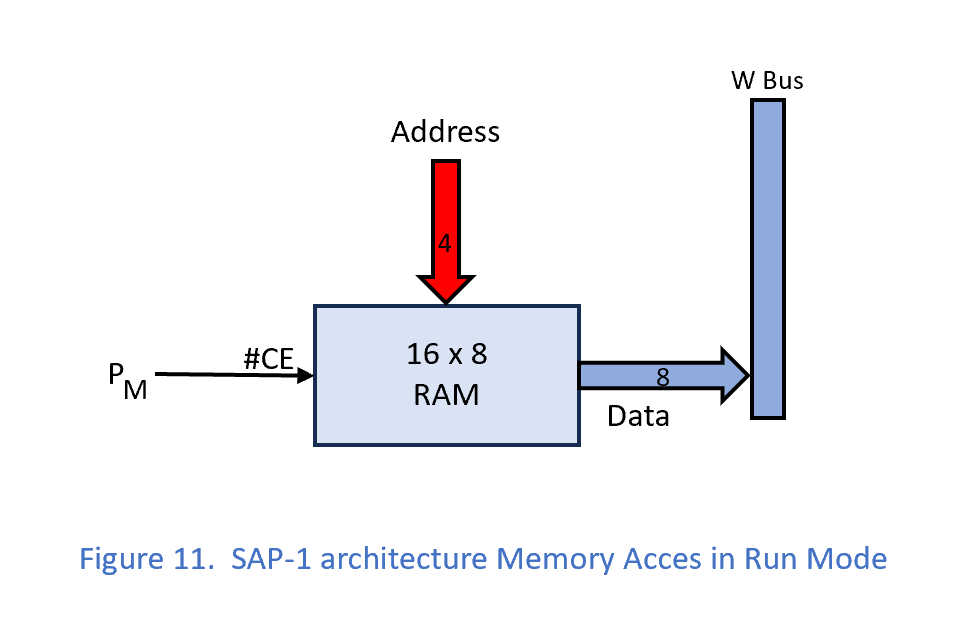 W Bus
Address
4
16 x 8
#CE
PM
RAM
8
Data
Figure 11. SAP-1 architecture Memory Acces in Run Mode